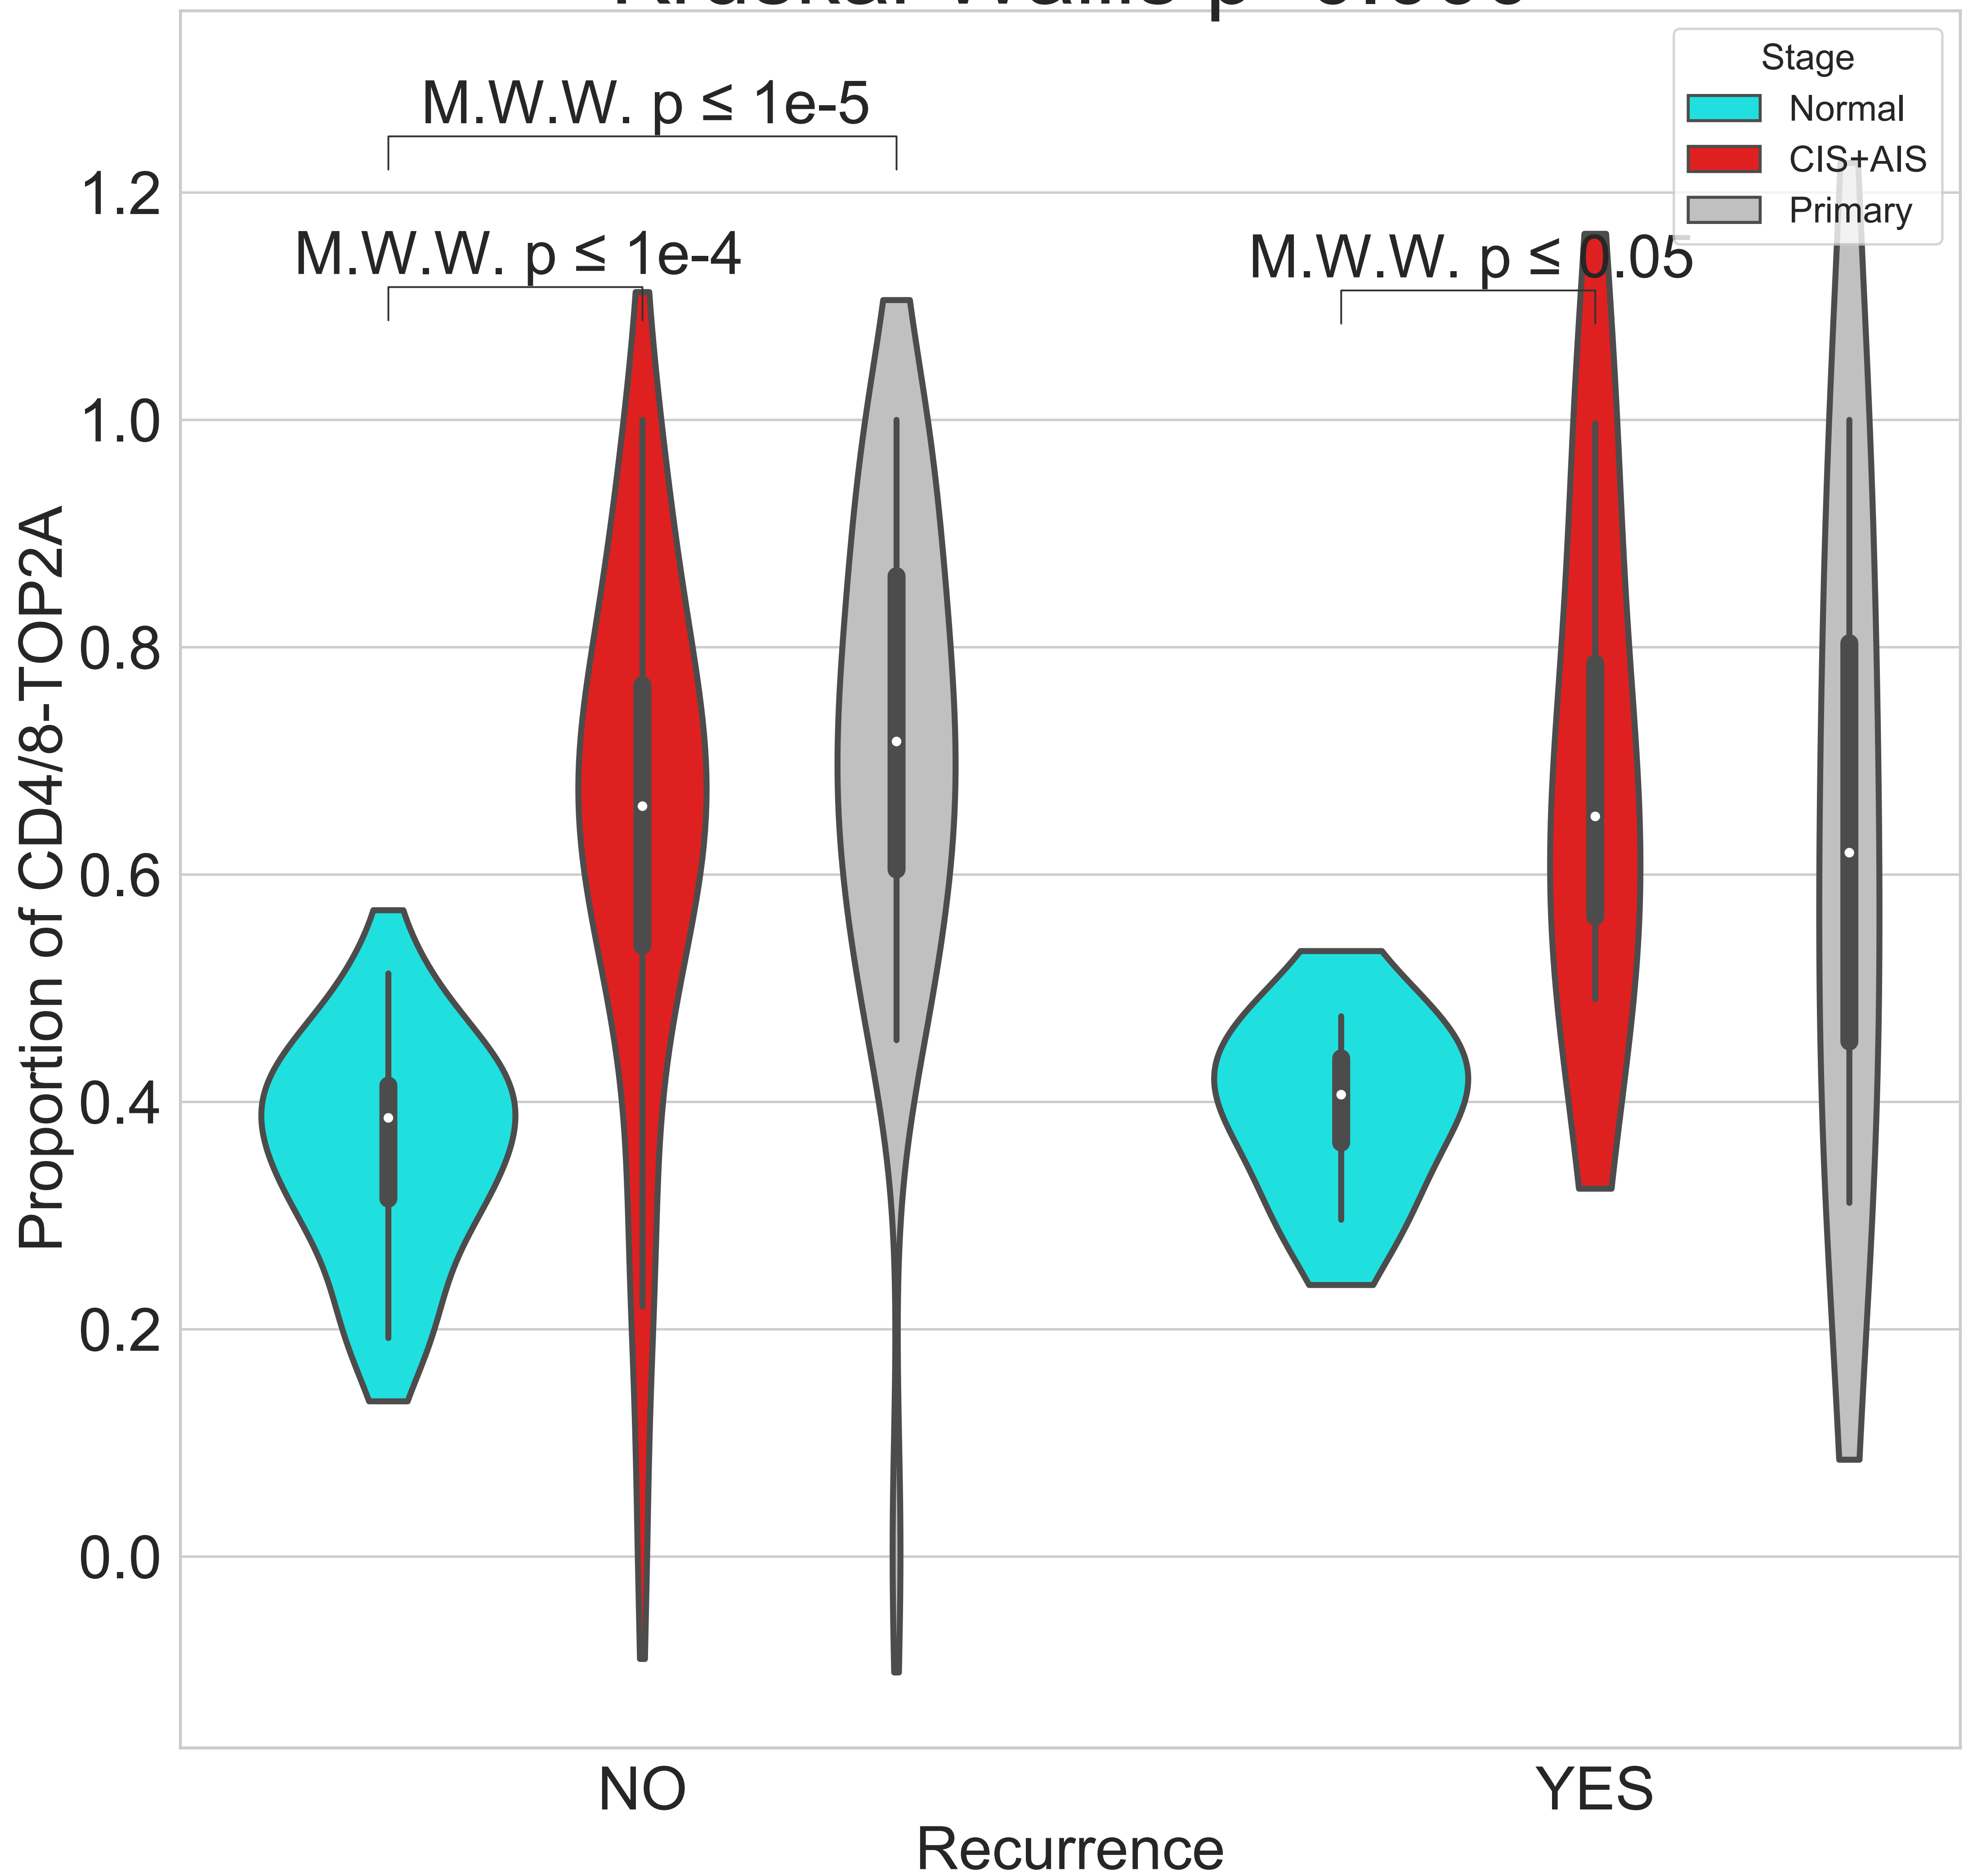 M.W.W. p ≤ 1e-5
M.W.W. p ≤ 1e-4
M.W.W. p ≤ 0.05
Stage
Normal
CIS+AIS
Primary
Proportion of CD4/8-TOP2A
1.2
1.0
0.8
0.6
0.4
0.2
0.0
NO
YES
Recurrence